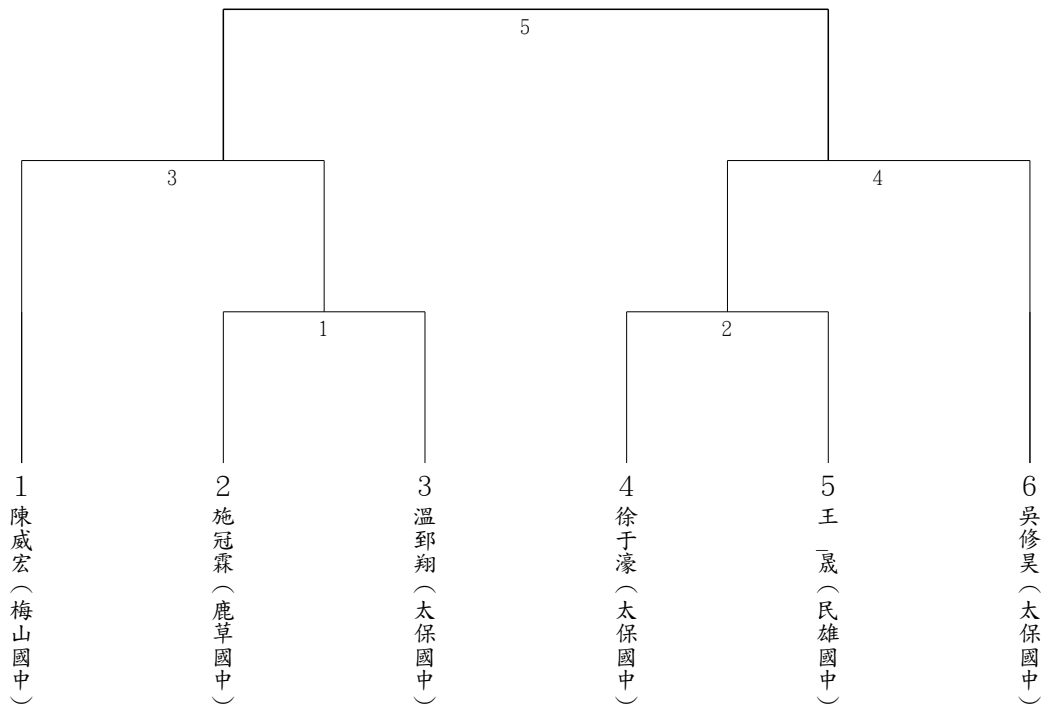 5
3
4
1
2
1
陳威宏（梅山國中）
2
施冠霖（鹿草國中）
3
溫郅翔（太保國中）
4
徐于濠（太保國中）
5
王 _晟（民雄國中）
6
吳修昊（太保國中）